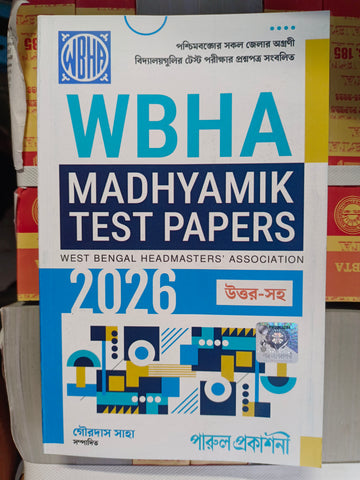 WBHA
পশ্চিমবঙ্গের সকল জেলার অগ্রণী
বিদ্যালয়গুলির টেস্ট পরীক্ষার প্রশ্নপত্র সংবলিত
WBHA
MADHYAMIK
TEST PAPERS
WEST BENGAL HEADMASTERS' ASSOCIATION
2026
উত্তর-সহ
গৌরদাস সাহা
সম্পাদিত
পারুল প্রকাশনী
185